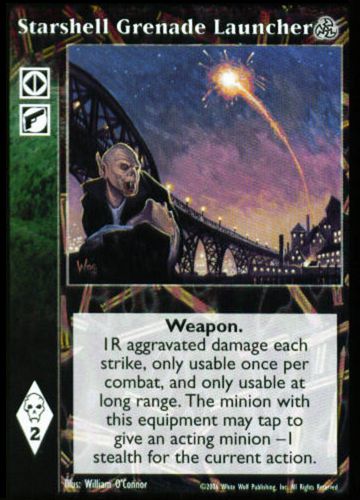 Starshell Grenade Launcher
Weapon.
1R aggravated damage each
strike, only usable once per
combat, and only usable at
long range. The minion with
this equipment may tap to
give an acting minion –1
stealth for the current action.
2
Illus: William O'Connor
©2006 White Wolf Publishing, Inc. All Rights Reserved